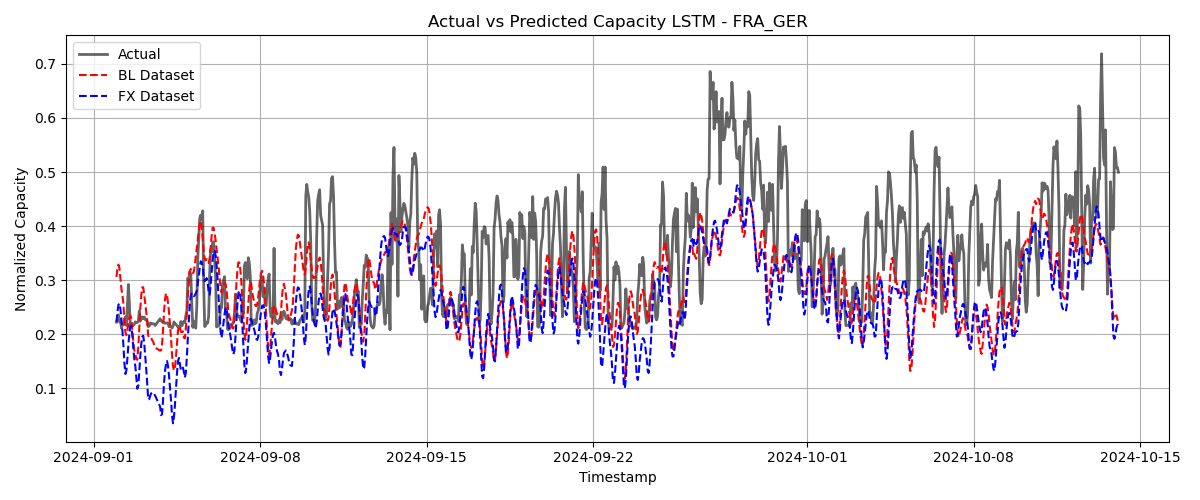 Actual vs Predicted Capacity LSTM - FRA_GER
Actual
BL Dataset
FX Dataset
Normalized Capacity
0.7
0.6
0.5
0.4
0.3
0.2
0.1
2024-09-01
2024-09-08
2024-09-15
2024-09-22
2024-10-01
2024-10-08
2024-10-15
Timestamp